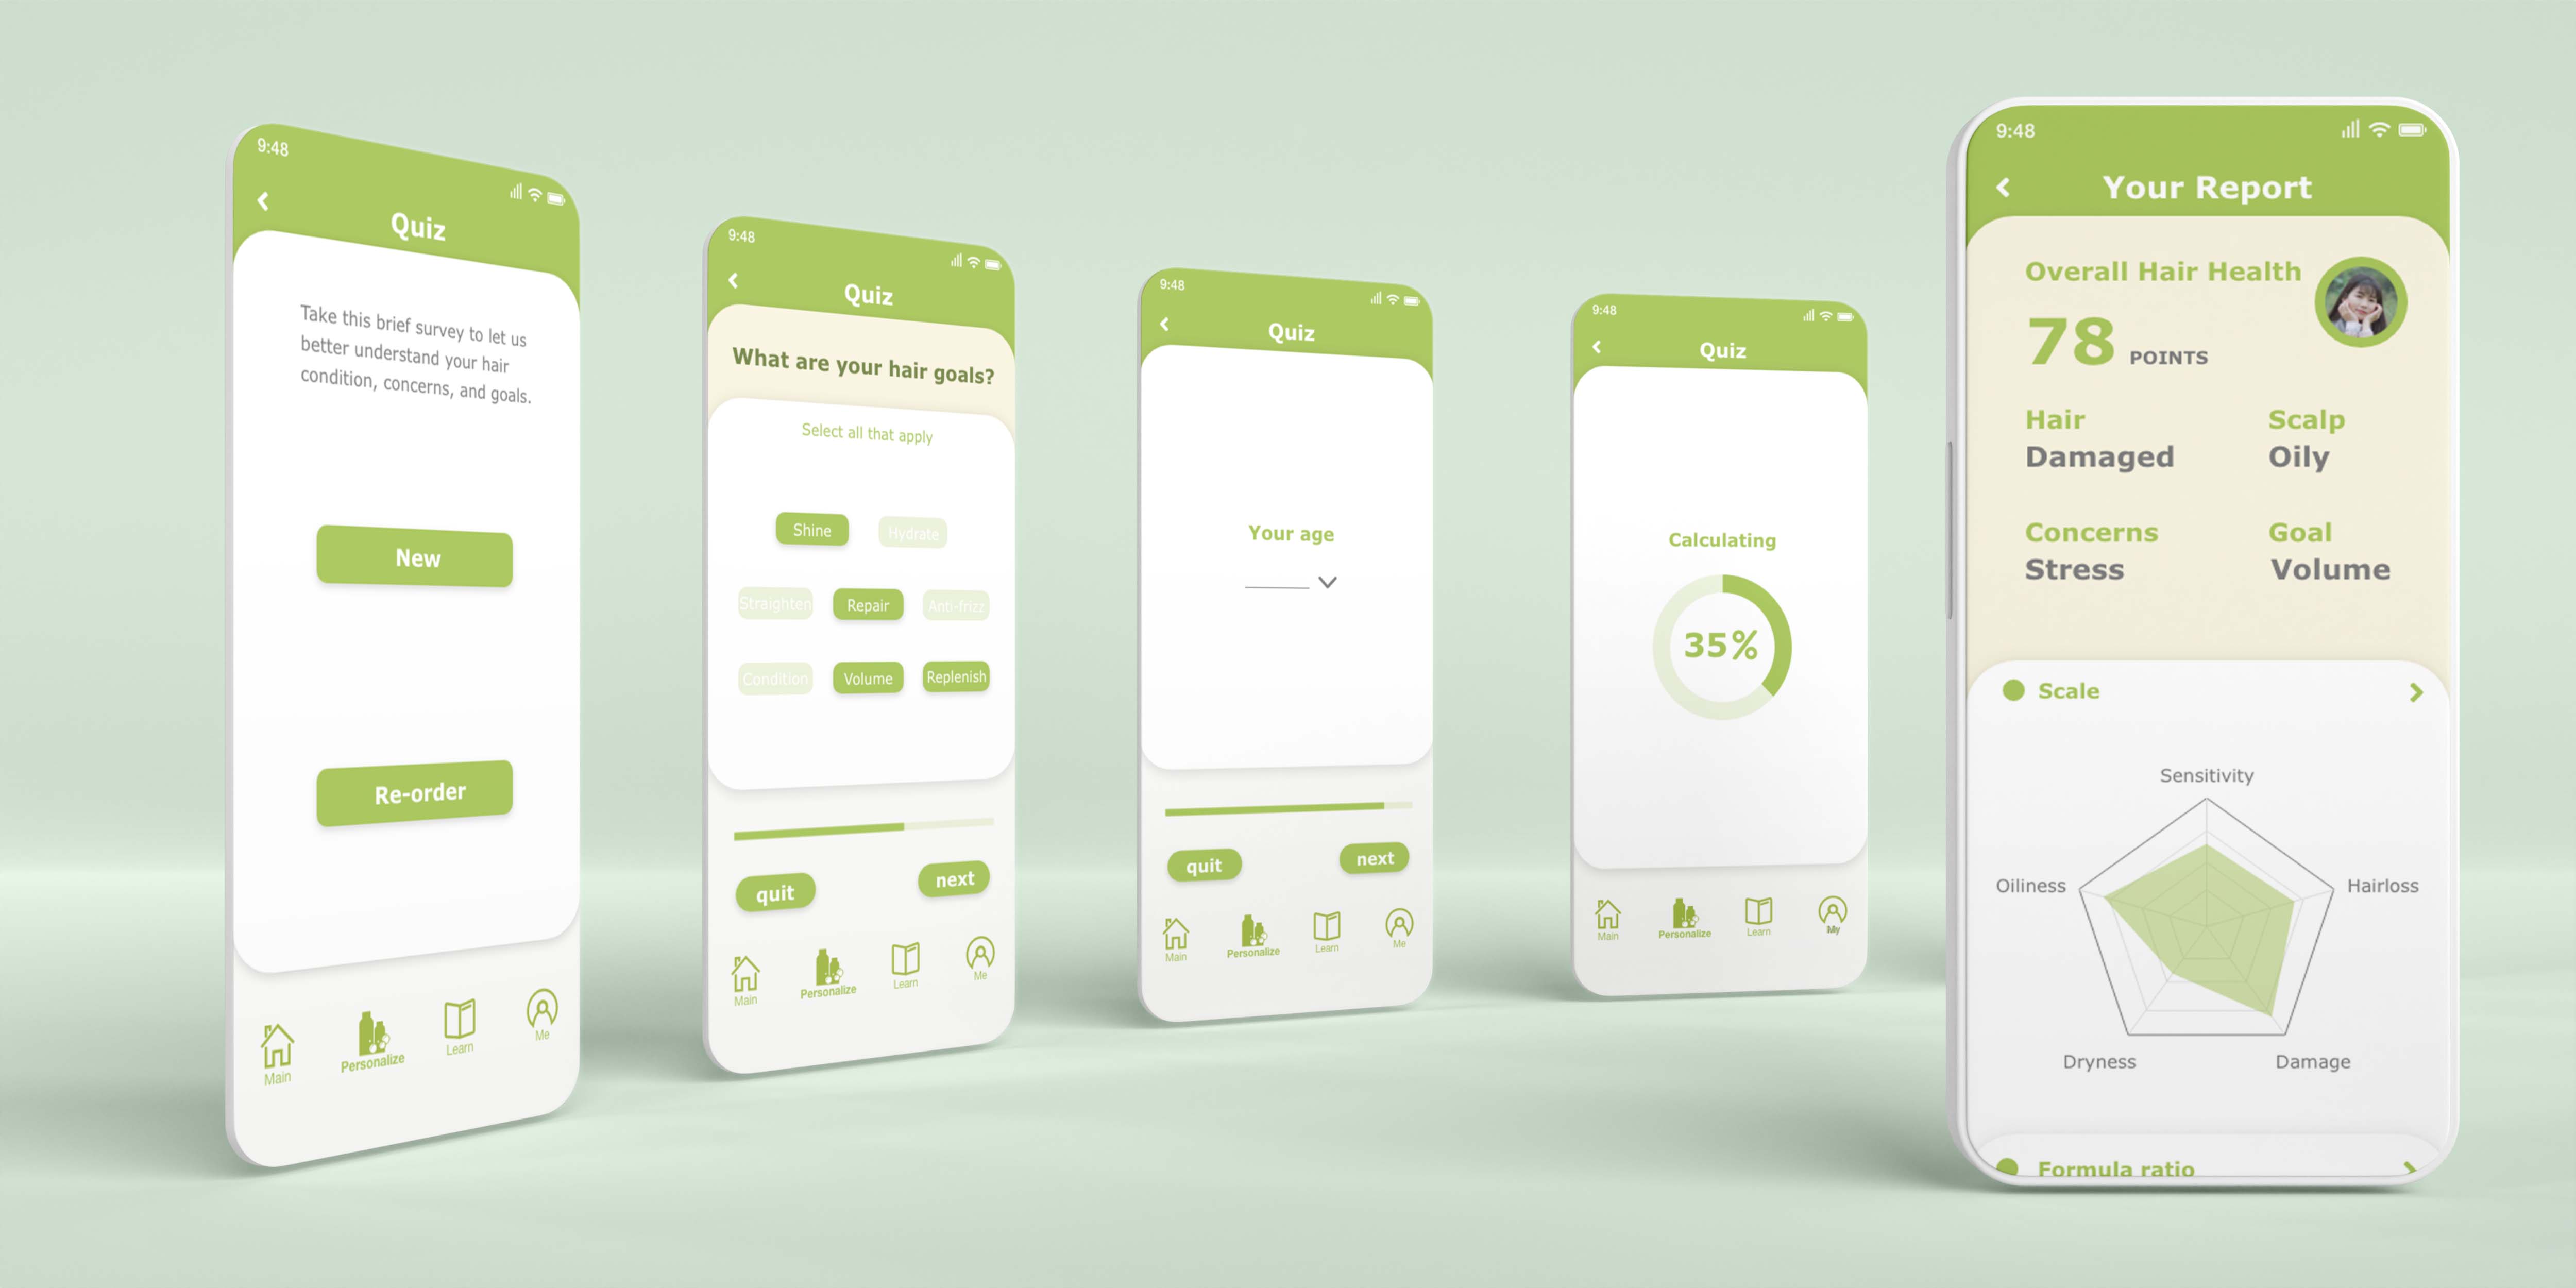 9:48
Quiz
Take this brief survey to let us
better understand your hair
condition, concerns, and goals.
New
Re-order
Main
Personalize
Learn
Me
9:48
Quiz
What are your hair goals?
Select all that apply
Shine
Hydrate
Straighten
Repair
Anti-frizz
Condition
Volume
Replenish
quit
next
Main
Personalize
Learn
Me
9:48
Quiz
Your age
quit
next
Main
Personalize
Learn
Me
9:48
Quiz
Calculating
35%
Main
Personalize
Learn
My
9:48
Your Report
Overall Hair Health
78 POINTS
Hair
Damaged
Scalp
Oily
Concerns
Stress
Goal
Volume
Scale
Sensitivity
Oiliness
Hairloss
Dryness
Damage
Formula ratio